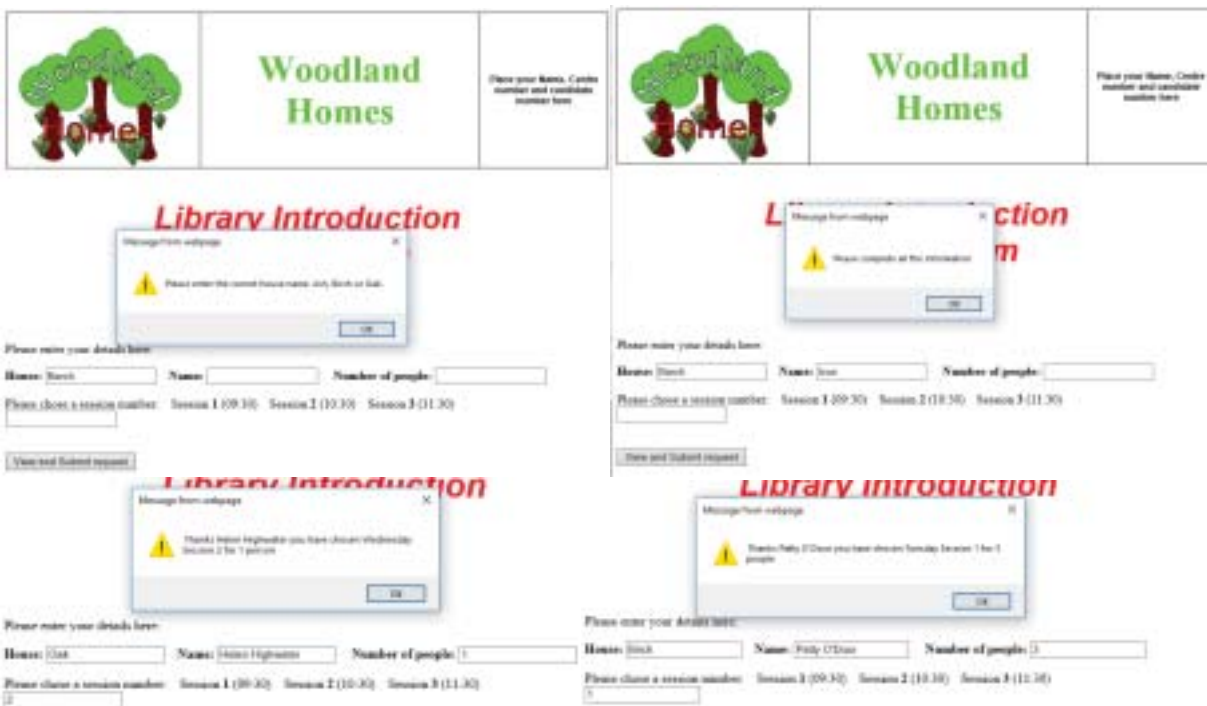 Woodland
Homes
Woodland
Homes
Place your Name, Centre
number and candidate
number here
Library Introduction
Message from webpage
Please enter the correct house name: Ash, Birch or Oak.
OK
Please enter your details here:
House: Name: Number of people:
Please chose a session number: Session 1 (09:30) Session 2 (10:30) Session 3 (11:30)
View and Submit request
Woodland
Homes
Woodland
Homes
Place your Name, Centre
number and candidate
number here
L ction
m
Message from webpage
Please complete all the information
OK
Please enter your details here:
House: Name: Number of people:
Please chose a session number: Session 1 (09:30) Session 2 (10:30) Session 3 (11:30)
View and Submit request
Library Introduction
Message from webpage
Thanks Helen Highwater you have chosen Wednesday
Session 2 for 1 person
OK
Please enter your details here:
House: Oak Name: Helen Highwater Number of people: 1
Please chose a session number: Session 1 (09:30) Session 2 (10:30) Session 3 (11:30)
2
Library Introduction
Message from webpage
Thanks Patty O'Door you have chosen Tuesday Session 1 for 3
people
OK
Please enter your details here:
House: Birch Name: Patty O'Door Number of people: 3
Please chose a session number: Session 1 (09:30) Session 2 (10:30) Session 3 (11:30)
1